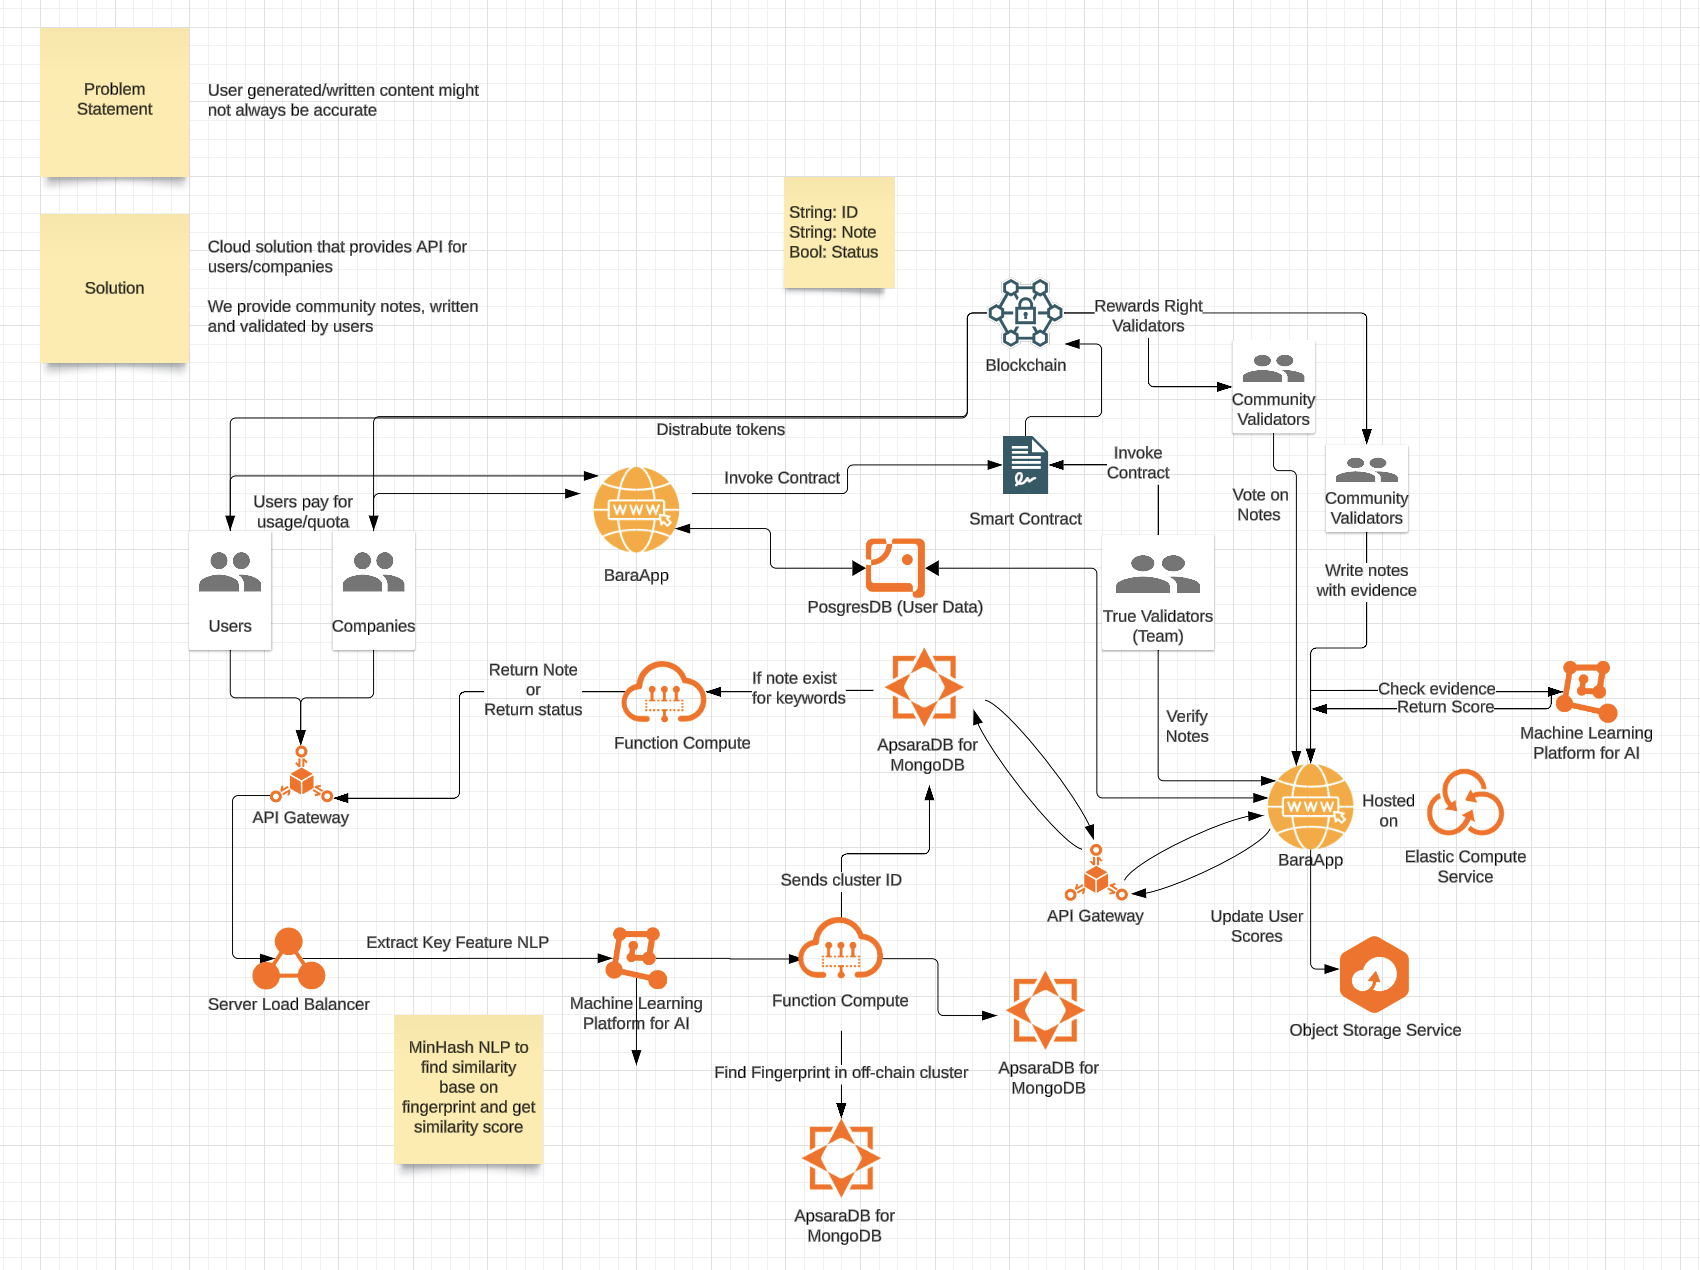 Problem
Statement
User generated/written content might
not always be accurate
Solution
Cloud solution that provides API for
users/companies
We provide community notes, written
and validated by users
String: ID
String: Note
Bool: Status
Blockchain
Rewards Right
Validators
Community
Validators
Distrabute tokens
Invoke Contract
Smart Contract
Invoke
Contract
Community
Validators
Vote on
Notes
Users pay for
usage/quota
WWW
BaraApp
Users
Companies
PosgresDB (User Data)
True Validators
(Team)
Write notes
with evidence
Return Note
or
Return status
Function Compute
If note exist
for keywords
ApsaraDB for
MongoDB
Verify
Notes
Check evidence
Return Score
Machine Learning
Platform for AI
API Gateway
WWW
BaraApp
Hosted
on
Elastic Compute
Service
Sends cluster ID
API Gateway
Update User
Scores
Server Load Balancer
Extract Key Feature NLP
Machine Learning
Platform for AI
Function Compute
Object Storage Service
MinHash NLP to
find similarity
base on
fingerprint and get
similarity score
Find Fingerprint in off-chain cluster
ApsaraDB for
MongoDB
ApsaraDB for
MongoDB